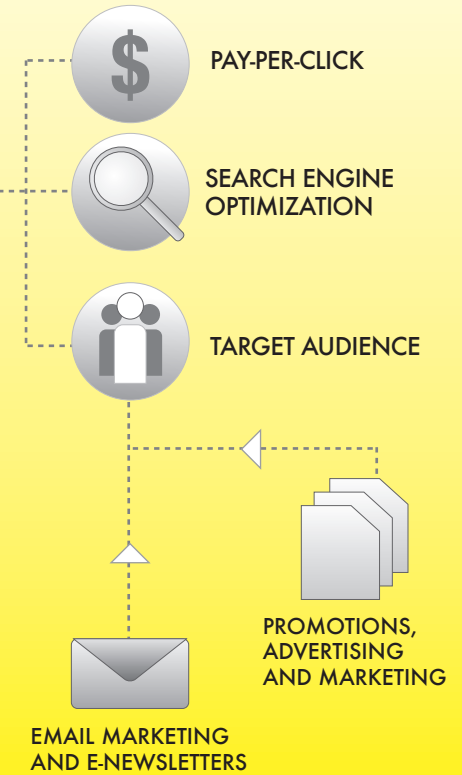 $
PAY-PER-CLICK
SEARCH ENGINE
OPTIMIZATION
TARGET AUDIENCE
PROMOTIONS,
ADVERTISING
AND MARKETING
EMAIL MARKETING
AND E-NEWSLETTERS